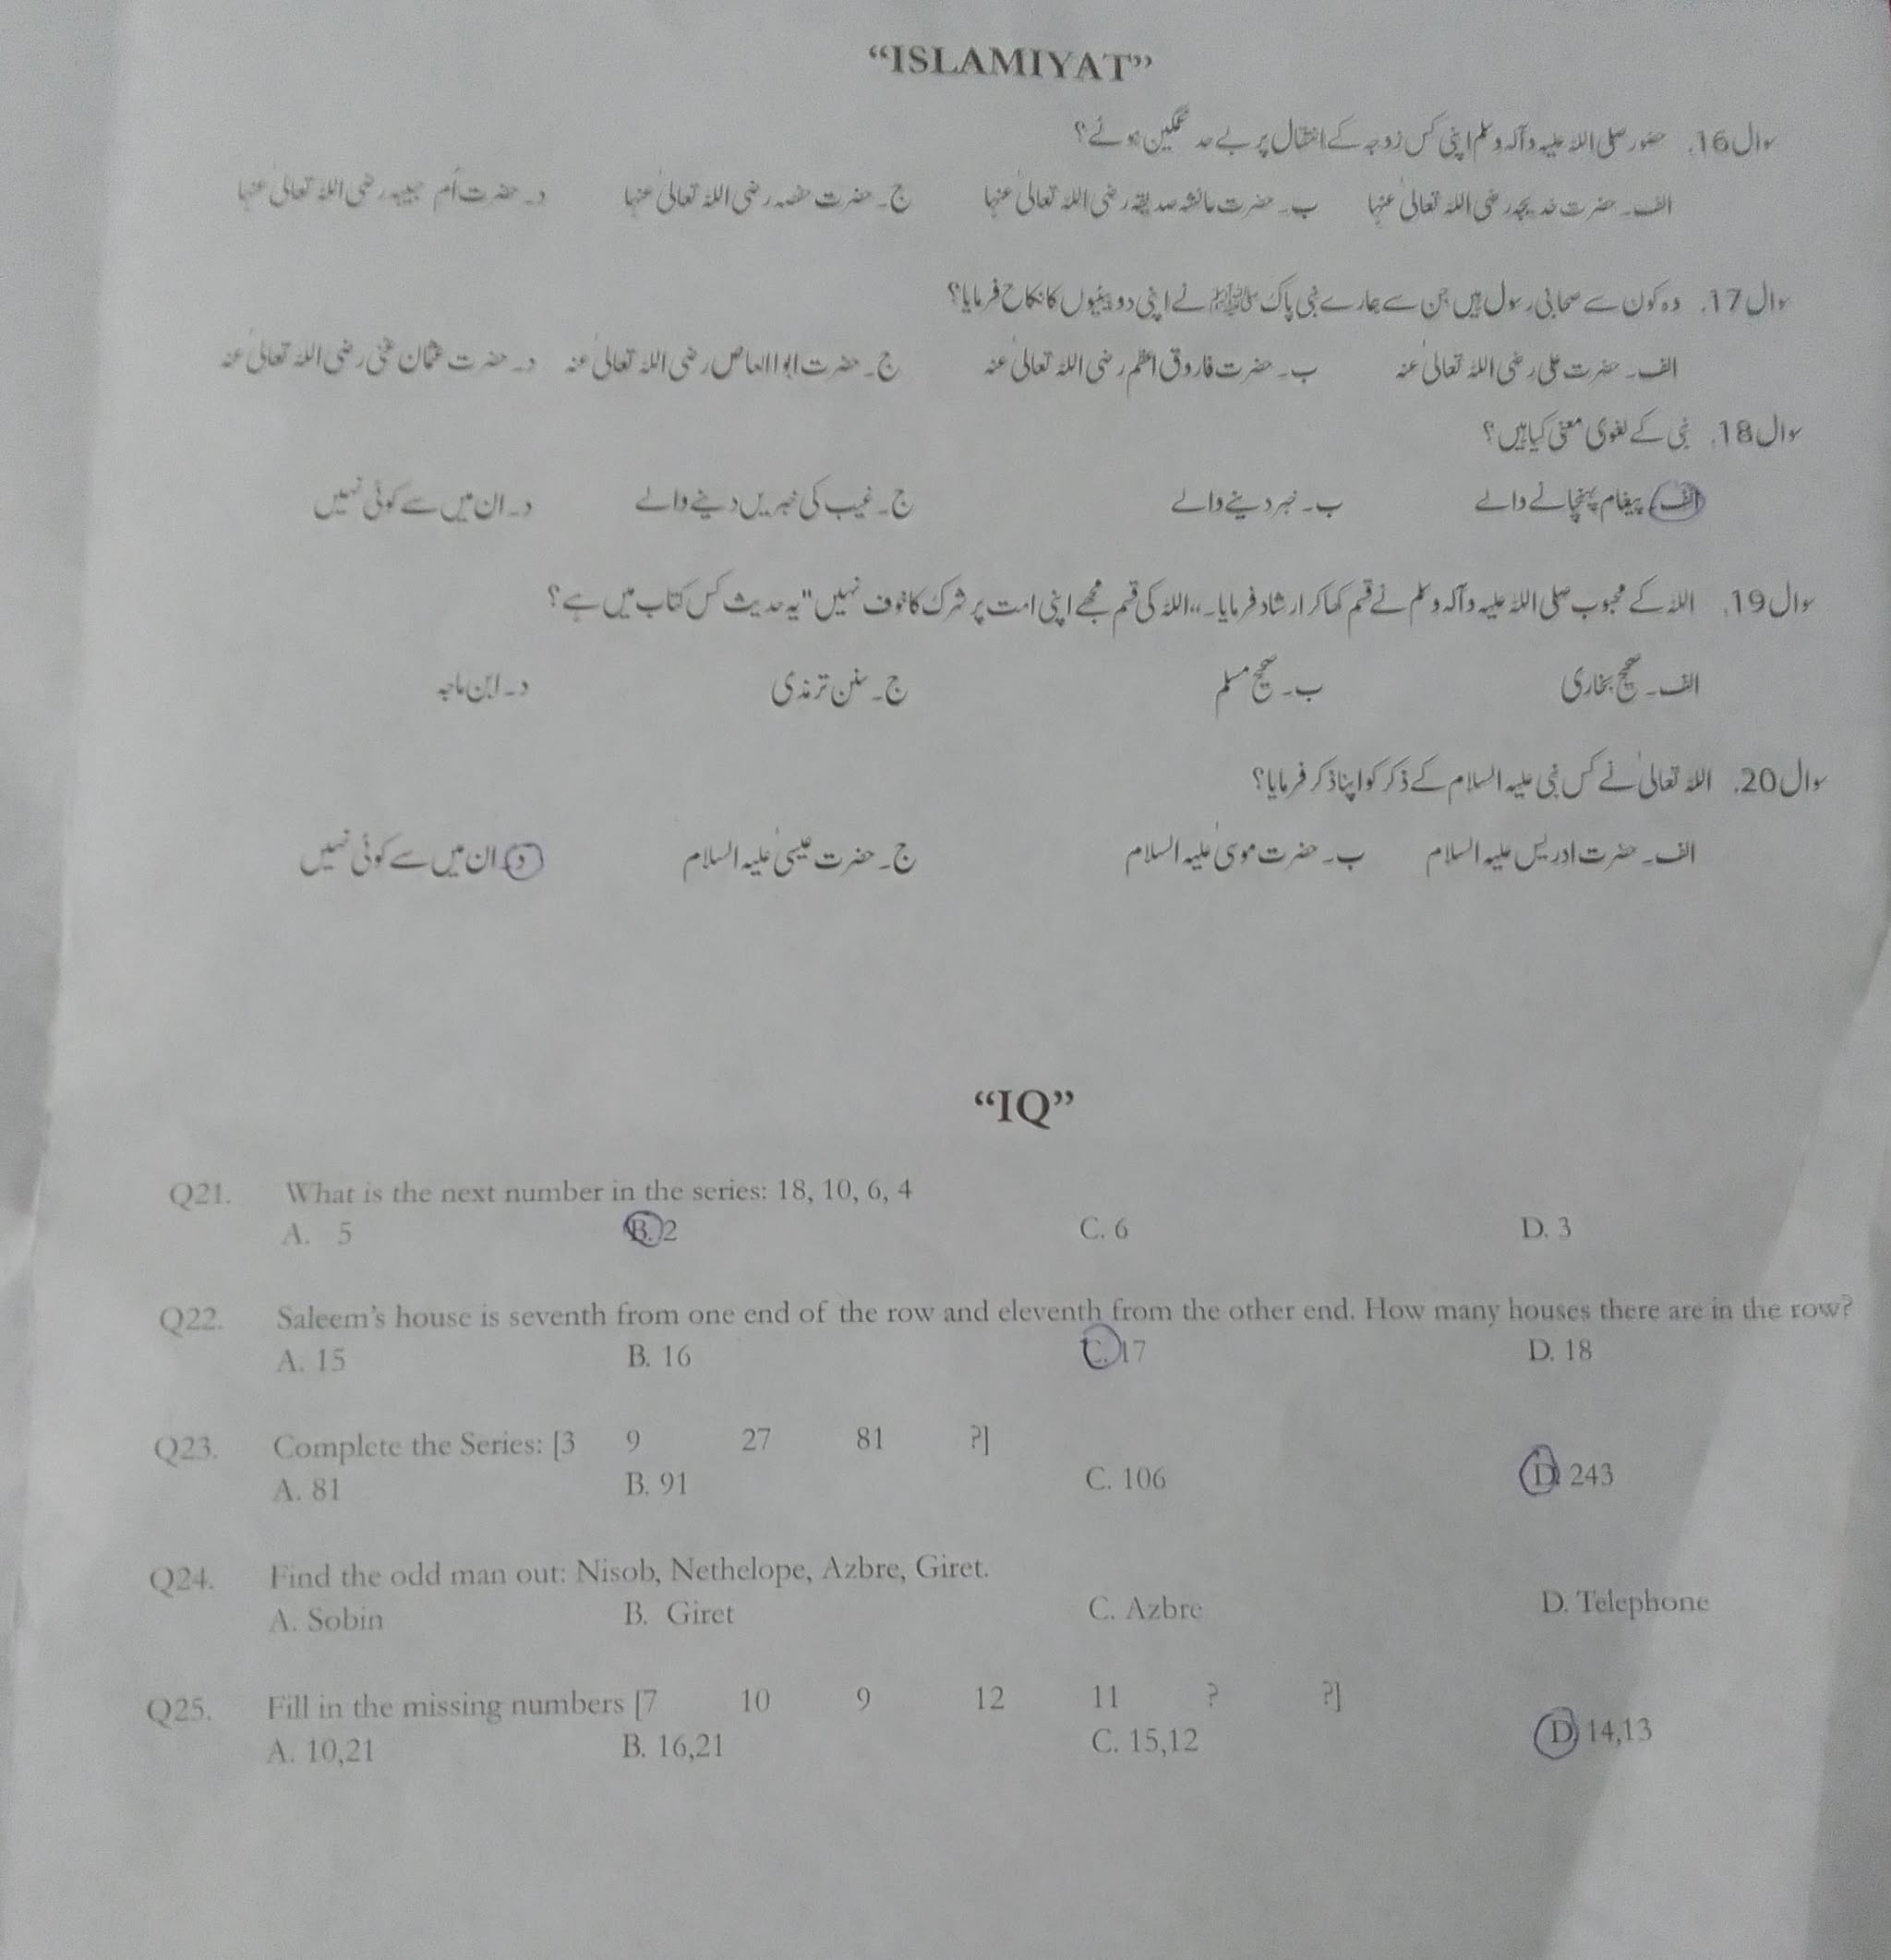 “ISLAMIYAT”
سوال16. حضور صلی اللہ علیہ وآلہ وسلم اپنی کس زوجہ کے انتقال پر بے حد غمگین ہوئے؟
الف۔ حضرت خدیجہ رضی اللہ تعالیٰ عنہا ب۔ حضرت عائشہ صدیقہ رضی اللہ تعالیٰ عنہا ج۔ حضرت حفصہ رضی اللہ تعالیٰ عنہا د۔ حضرت اُم حبیبہ رضی اللہ تعالیٰ عنہا
سوال17. وہ کون سے صحابی رسول ہیں جن سے ہمارے نبی پاک ﷺ نے اپنی دو بیٹیوں کا نکاح فرمایا؟
الف۔ حضرت علی رضی اللہ تعالیٰ عنہ ب۔ حضرت فاروق اعظم رضی اللہ تعالیٰ عنہ ج۔ حضرت ابو االعاص رضی اللہ تعالیٰ عنہ د۔ حضرت عثمان غنی رضی اللہ تعالیٰ عنہ
سوال18. نبی کے لغوی معنی کیا ہیں؟
الف۔ پیغام پہنچانے والے ب۔ خبر دینے والے ج۔ غیب کی خبریں دینے والے د۔ ان میں سے کوئی نہیں
سوال19. اللہ کے محبوب صلی اللہ علیہ وآلہ وسلم نے قسم کھا کر ارشاد فرمایا۔،،اللہ کی قسم مجھے اپنی امت پر شرک کا خوف نہیں" یہ حدیث کس کتاب میں ہے؟
الف۔ صحیح بخاری ب۔ صحیح مسلم ج۔ سنن ترمذی د۔ ابن ماجہ
سوال20. اللہ تعالیٰ نے کس نبی علیہ السلام کے ذکر کو اپنا ذکر فرمایا؟
الف۔ حضرت ادریس علیہ السلام ب۔ حضرت موسیٰ علیہ السلام ج۔ حضرت عیسیٰ علیہ السلام د۔ ان میں سے کوئی نہیں
“IQ”
Q21. What is the next number in the series: 18, 10, 6, 4
A. 5 B. 2 C. 6 D. 3
Q22. Saleem’s house is seventh from one end of the row and eleventh from the other end. How many houses there are in the row?
A. 15 B. 16 C. 17 D. 18
Q23. Complete the Series: [3 9 27 81 ?]
A. 81 B. 91 C. 106 D. 243
Q24. Find the odd man out: Nisob, Nethelope, Azbre, Giret.
A. Sobin B. Giret C. Azbre D. Telephone
Q25. Fill in the missing numbers [7 10 9 12 11 ? ?]
A. 10,21 B. 16,21 C. 15,12 D. 14,13